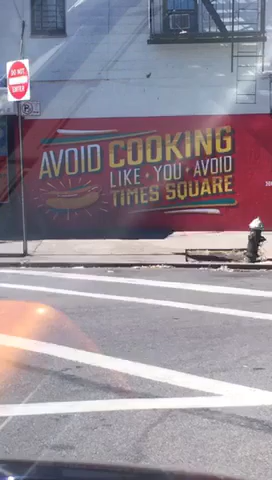 DO NOT
ENTER
AVOID COOKING
LIKE • YOU • AVOID
TIMES SQUARE